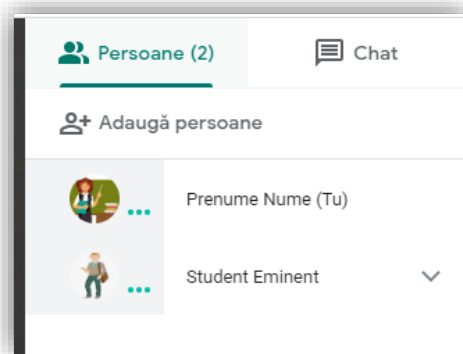 Persoane (2)
Chat
Adaugă persoane
Prenume Nume (Tu)
Student Eminent